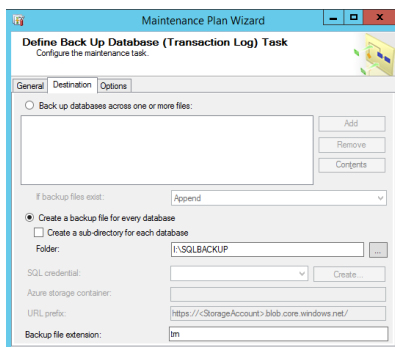 Maintenance Plan Wizard
Define Back Up Database (Transaction Log) Task
Configure the maintenance task.
General Destination Options
Back up databases across one or more files:
Add
Remove
Contents
If backup files exist: Append
Create a backup file for every database
Create a sub-directory for each database
Folder: I:\SQLBACKUP ...
SQL credential: Create...
Azure storage container:
URL prefix: https://<StorageAccount>.blob.core.windows.net/
Backup file extension: trn